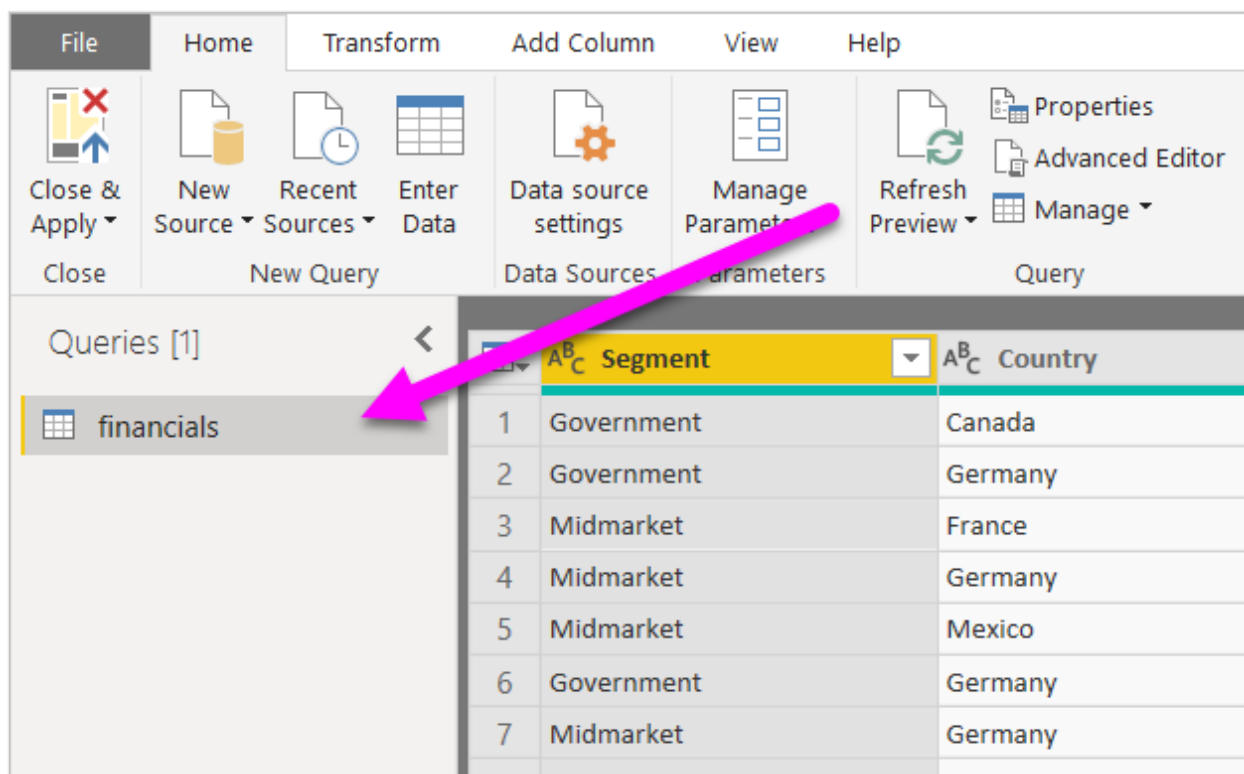 File Home Transform Add Column View Help
Properties
Advanced Editor
Manage
Close & New Recent Enter Data source Manage Refresh
Apply Source Sources Data settings Preview
Close New Query Data Sources Parameters Query
Queries [1]
ABC Segment ABC Country
financials
1 Government Canada
2 Government Germany
3 Midmarket France
4 Midmarket Germany
5 Midmarket Mexico
6 Government Germany
7 Midmarket Germany